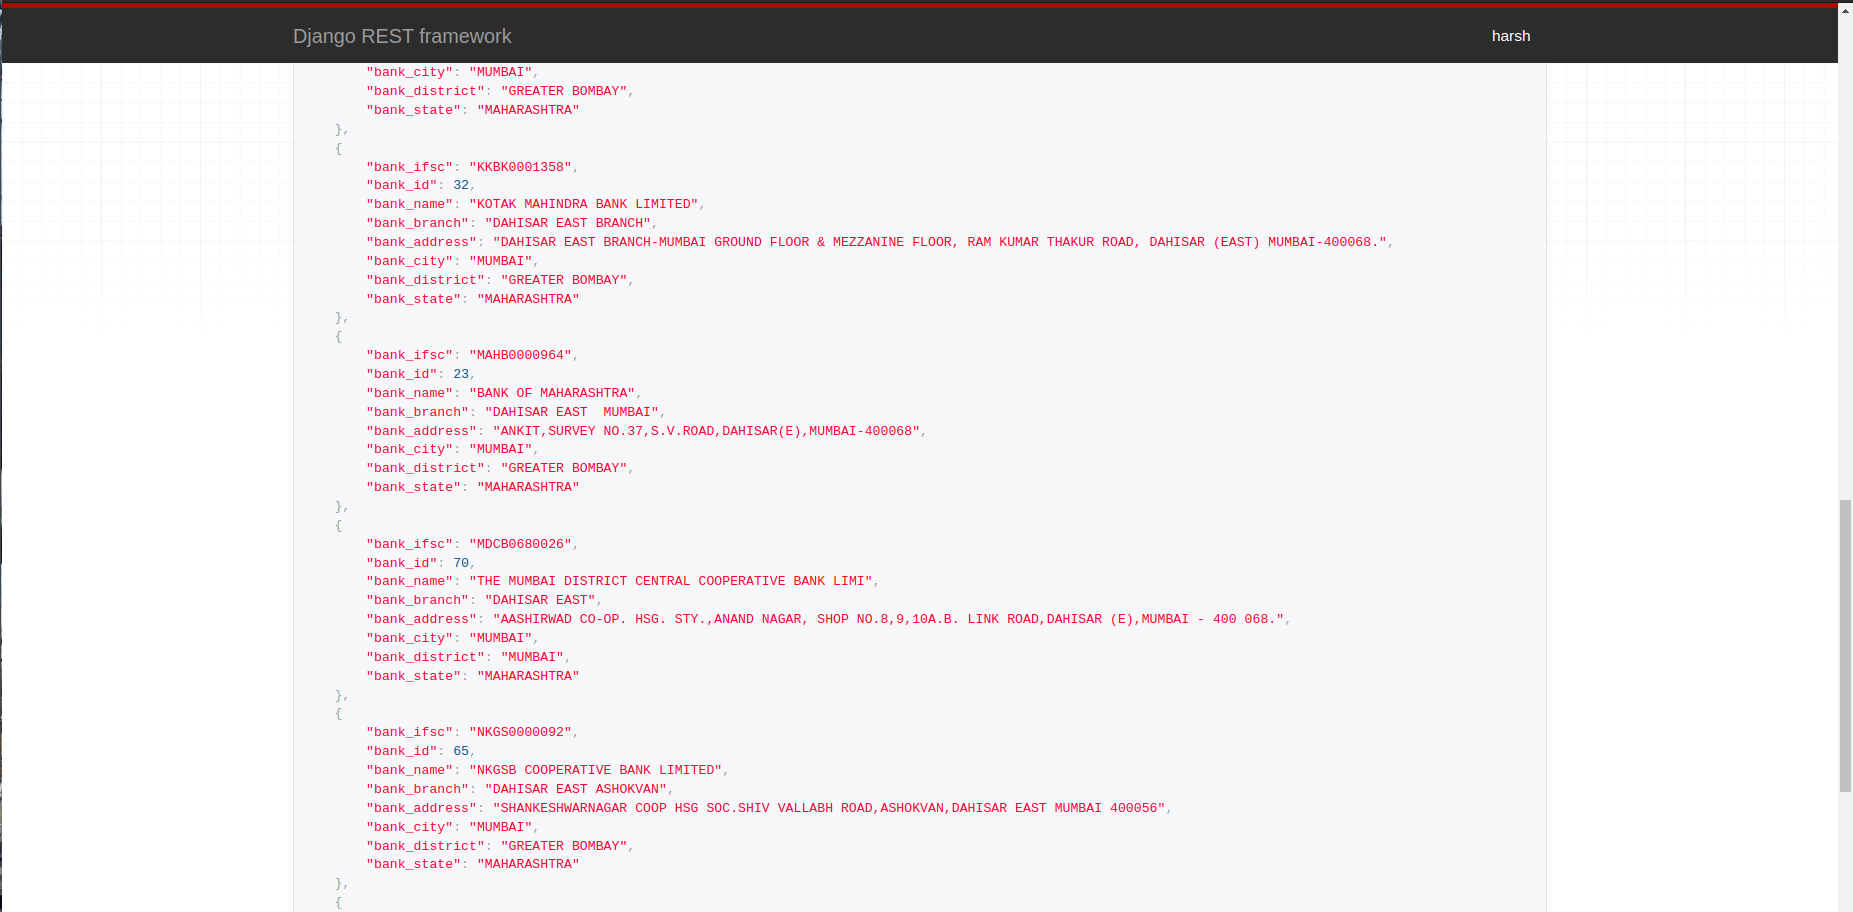 Django REST framework
harsh
"bank_city": "MUMBAI",
"bank_district": "GREATER BOMBAY",
"bank_state": "MAHARASHTRA"
},
{
"bank_ifsc": "KKBK0001358",
"bank_id": 32,
"bank_name": "KOTAK MAHINDRA BANK LIMITED",
"bank_branch": "DAHISAR EAST BRANCH",
"bank_address": "DAHISAR EAST BRANCH-MUMBAI GROUND FLOOR & MEZZANINE FLOOR, RAM KUMAR THAKUR ROAD, DAHISAR (EAST) MUMBAI-400068.",
"bank_city": "MUMBAI",
"bank_district": "GREATER BOMBAY",
"bank_state": "MAHARASHTRA"
},
{
"bank_ifsc": "MAHB0000964",
"bank_id": 23,
"bank_name": "BANK OF MAHARASHTRA",
"bank_branch": "DAHISAR EAST  MUMBAI",
"bank_address": "ANKIT,SURVEY NO.37,S.V.ROAD,DAHISAR(E),MUMBAI-400068",
"bank_city": "MUMBAI",
"bank_district": "GREATER BOMBAY",
"bank_state": "MAHARASHTRA"
},
{
"bank_ifsc": "MDCB0680026",
"bank_id": 70,
"bank_name": "THE MUMBAI DISTRICT CENTRAL COOPERATIVE BANK LIMI",
"bank_branch": "DAHISAR EAST",
"bank_address": "AASHIRWAD CO-OP. HSG. STY.,ANAND NAGAR, SHOP NO.8,9,10A.B. LINK ROAD,DAHISAR (E),MUMBAI - 400 068.",
"bank_city": "MUMBAI",
"bank_district": "MUMBAI",
"bank_state": "MAHARASHTRA"
},
{
"bank_ifsc": "NKGS0000092",
"bank_id": 65,
"bank_name": "NKGSB COOPERATIVE BANK LIMITED",
"bank_branch": "DAHISAR EAST ASHOKVAN",
"bank_address": "SHANKESHWARNAGAR COOP HSG SOC.SHIV VALLABH ROAD,ASHOKVAN,DAHISAR EAST MUMBAI 400056",
"bank_city": "MUMBAI",
"bank_district": "GREATER BOMBAY",
"bank_state": "MAHARASHTRA"
},
{